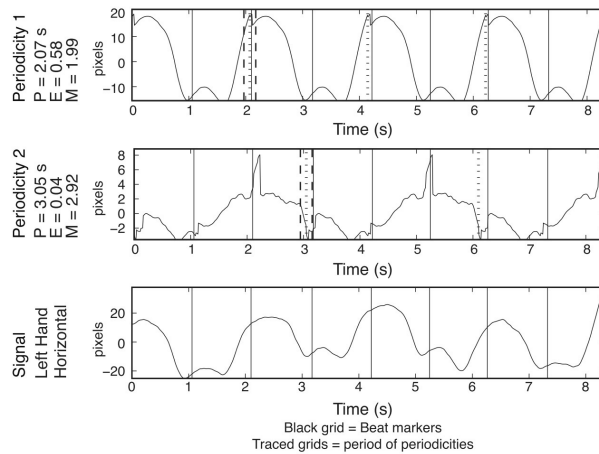 Periodicity 1
P = 2.07 s
E = 0.58
M = 1.99
pixels
20
10
0
−10
0 1 2 3 4 5 6 7 8
Time (s)
Periodicity 2
P = 3.05 s
E = 0.04
M = 2.92
pixels
8
6
4
2
0
−2
0 1 2 3 4 5 6 7 8
Time (s)
Signal
Left Hand
Horizontal
pixels
20
0
−20
0 1 2 3 4 5 6 7 8
Time (s)
Black grid = Beat markers
Traced grids = period of periodicities